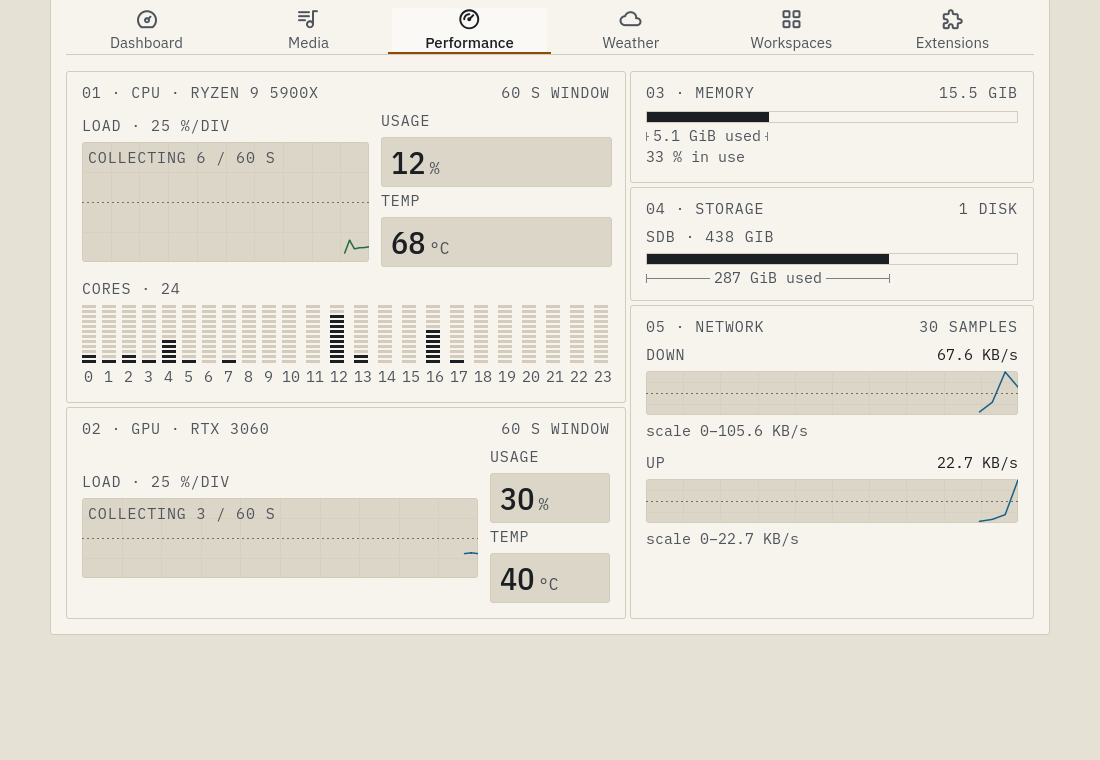 Dashboard Media Performance Weather Workspaces Extensions
01 · CPU · RYZEN 9 5900X 60 S WINDOW
LOAD · 25 %/DIV
COLLECTING 6 / 60 S
USAGE
12 %
TEMP
68 °C
CORES · 24
0 1 2 3 4 5 6 7 8 9 10 11 12 13 14 15 16 17 18 19 20 21 22 23
02 · GPU · RTX 3060 60 S WINDOW
LOAD · 25 %/DIV
COLLECTING 3 / 60 S
USAGE
30 %
TEMP
40 °C
03 · MEMORY 15.5 GIB
5.1 GiB used
33 % in use
04 · STORAGE 1 DISK
SDB · 438 GIB
287 GiB used
05 · NETWORK 30 SAMPLES
DOWN 67.6 KB/s
scale 0–105.6 KB/s
UP 22.7 KB/s
scale 0–22.7 KB/s